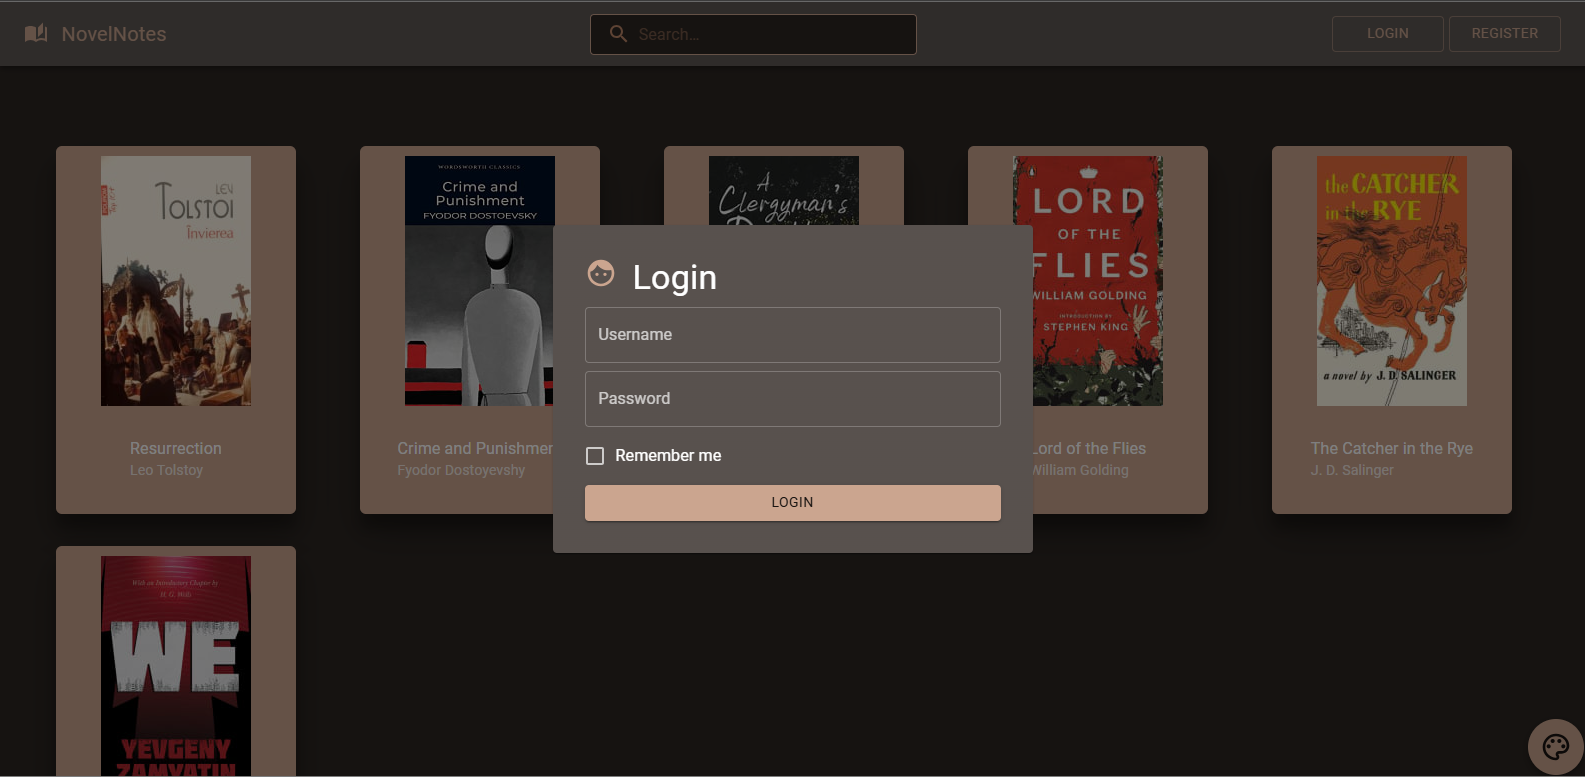 NovelNotes
Search...
LOGIN
REGISTER
LEV
TOLSTOI
Învierea
Resurrection
Leo Tolstoy
WORDSWORTH CLASSICS
Crime and
Punishment
FYODOR DOSTOEVSKY
Crime and Punishmen
Fyodor Dostoyevshy
A
Clergyman's
LORD
OF THE
FLIES
WILLIAM GOLDING
INTRODUCTION BY
STEPHEN KING
Lord of the Flies
William Golding
the CATCHER
in the RYE
a novel by J. D. SALINGER
The Catcher in the Rye
J. D. Salinger
Login
Username
Password
Remember me
LOGIN
With an Introductory Chapter by
H. G. Wells
WE
YEVGENY
ZAMYATIN